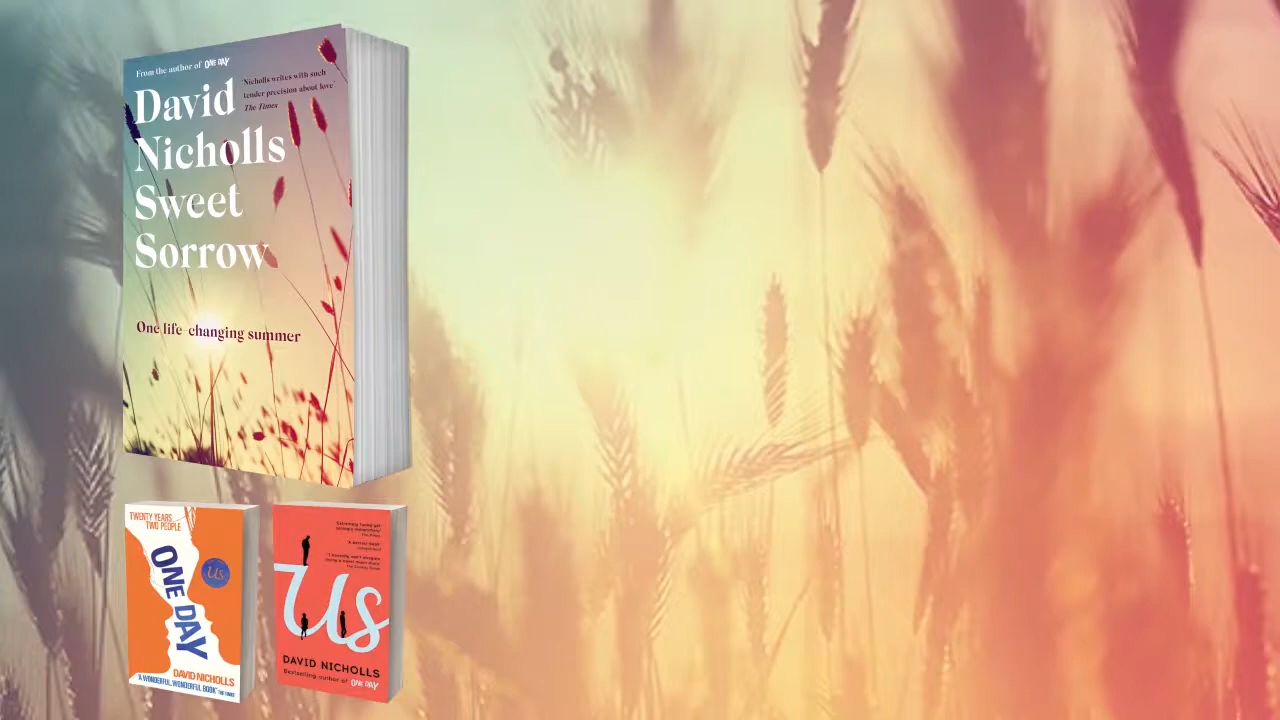 From the author of ONE DAY
'Nicholls writes with such
tender precision about love'
The Times
David
Nicholls
Sweet
Sorrow
One life-changing summer
TWENTY YEARS
TWO PEOPLE
ONE DAY
Us
DAVID NICHOLLS
'A WONDERFUL, WONDERFUL BOOK' THE TIMES
Us
DAVID NICHOLLS
Bestselling author of ONE DAY